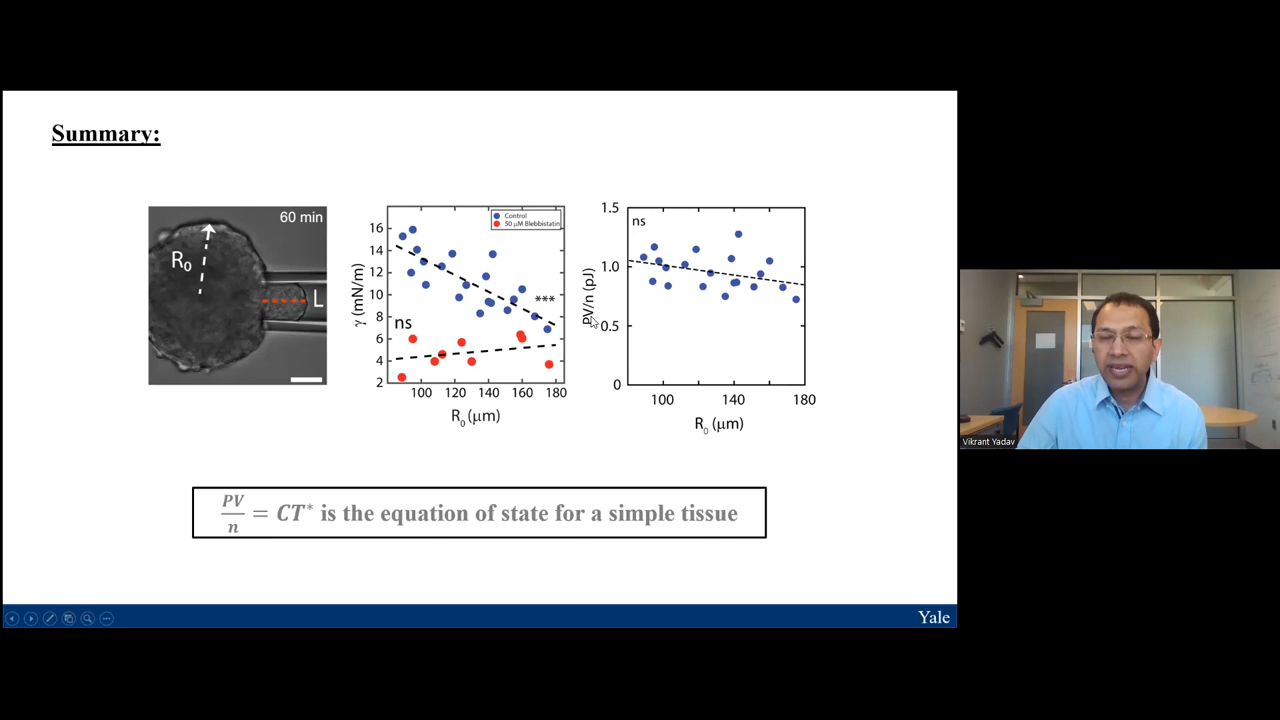 Summary:
60 min
R₀
L
Control
50 μM Blebbistatin
16
14
12
10
8
6
4
2
γ (mN/m)
ns
***
100
120
140
160
180
R₀ (μm)
1.5
1.0
0.5
0
PV/n (pJ)
ns
100
140
180
R₀ (μm)
PV/n = CT* is the equation of state for a simple tissue
Yale
Vikrant Yadav